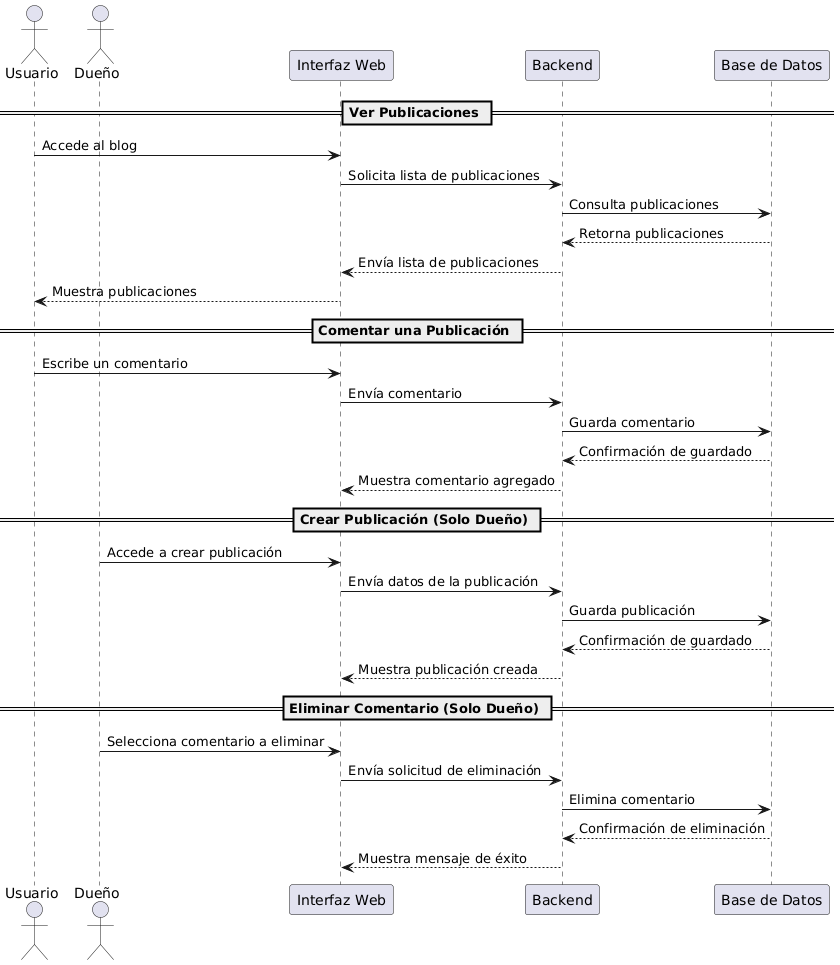 Usuario
Dueño
Interfaz Web
Backend
Base de Datos
Ver Publicaciones
Accede al blog
Solicita lista de publicaciones
Consulta publicaciones
Retorna publicaciones
Envía lista de publicaciones
Muestra publicaciones
Comentar una Publicación
Escribe un comentario
Envía comentario
Guarda comentario
Confirmación de guardado
Muestra comentario agregado
Crear Publicación (Solo Dueño)
Accede a crear publicación
Envía datos de la publicación
Guarda publicación
Confirmación de guardado
Muestra publicación creada
Eliminar Comentario (Solo Dueño)
Selecciona comentario a eliminar
Envía solicitud de eliminación
Elimina comentario
Confirmación de eliminación
Muestra mensaje de éxito
Usuario
Dueño
Interfaz Web
Backend
Base de Datos